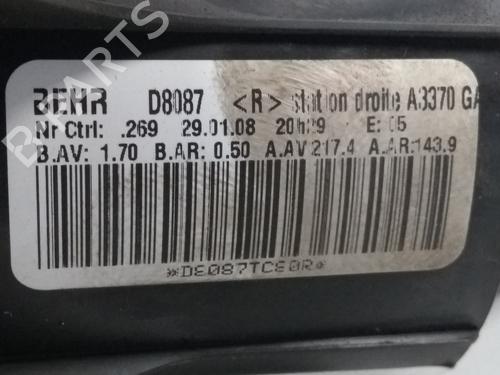 BEHR D8087 <R> station droite A3370 GA
Nr Ctrl: .269 29.01.08 20h29 E: 05
B.AV: 1.70 B.AR: 0.50 A.AV 217.4 A.AR:143.9
B PARTS